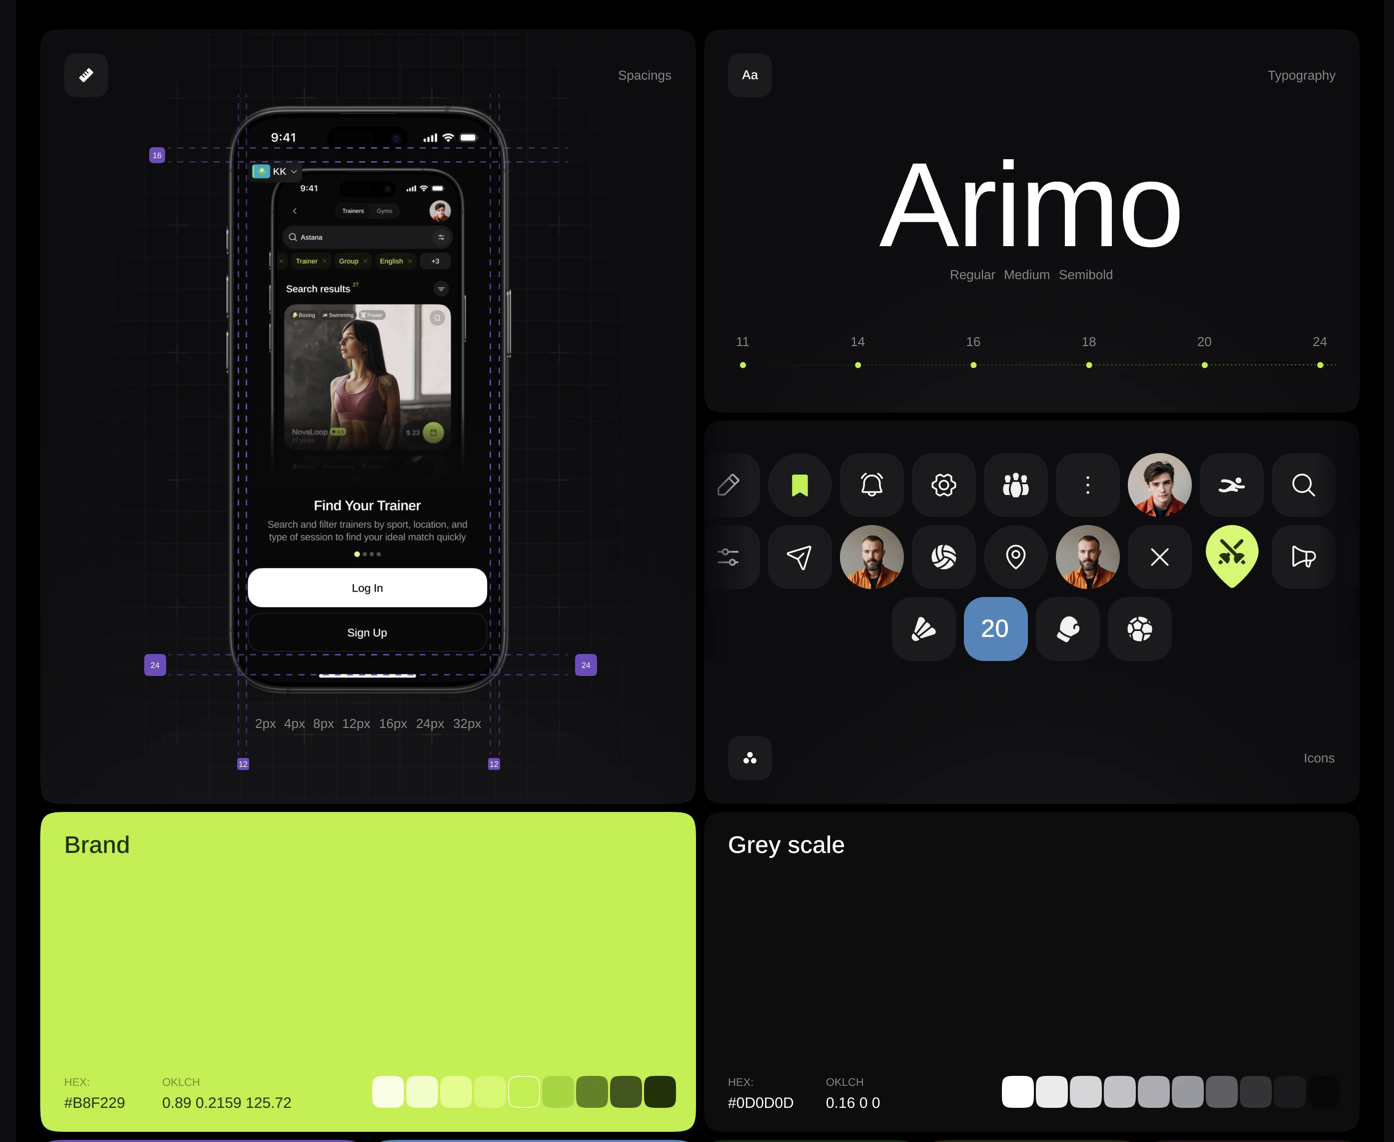 Spacings
9:41
16
KK
9:41
Trainers Gyms
Astana
Trainer × Group × English × +3
Search results 27
Boxing Swimming Power
NovaLoop
27 years
$ 23
Find Your Trainer
Search and filter trainers by sport, location, and
type of session to find your ideal match quickly
Log In
Sign Up
24 24
2px 4px 8px 12px 16px 24px 32px
12 12
Aa
Typography
Arimo
Regular Medium Semibold
11 14 16 18 20 24
20
Icons
Brand
HEX: OKLCH
#B8F229 0.89 0.2159 125.72
Grey scale
HEX: OKLCH
#0D0D0D 0.16 0 0